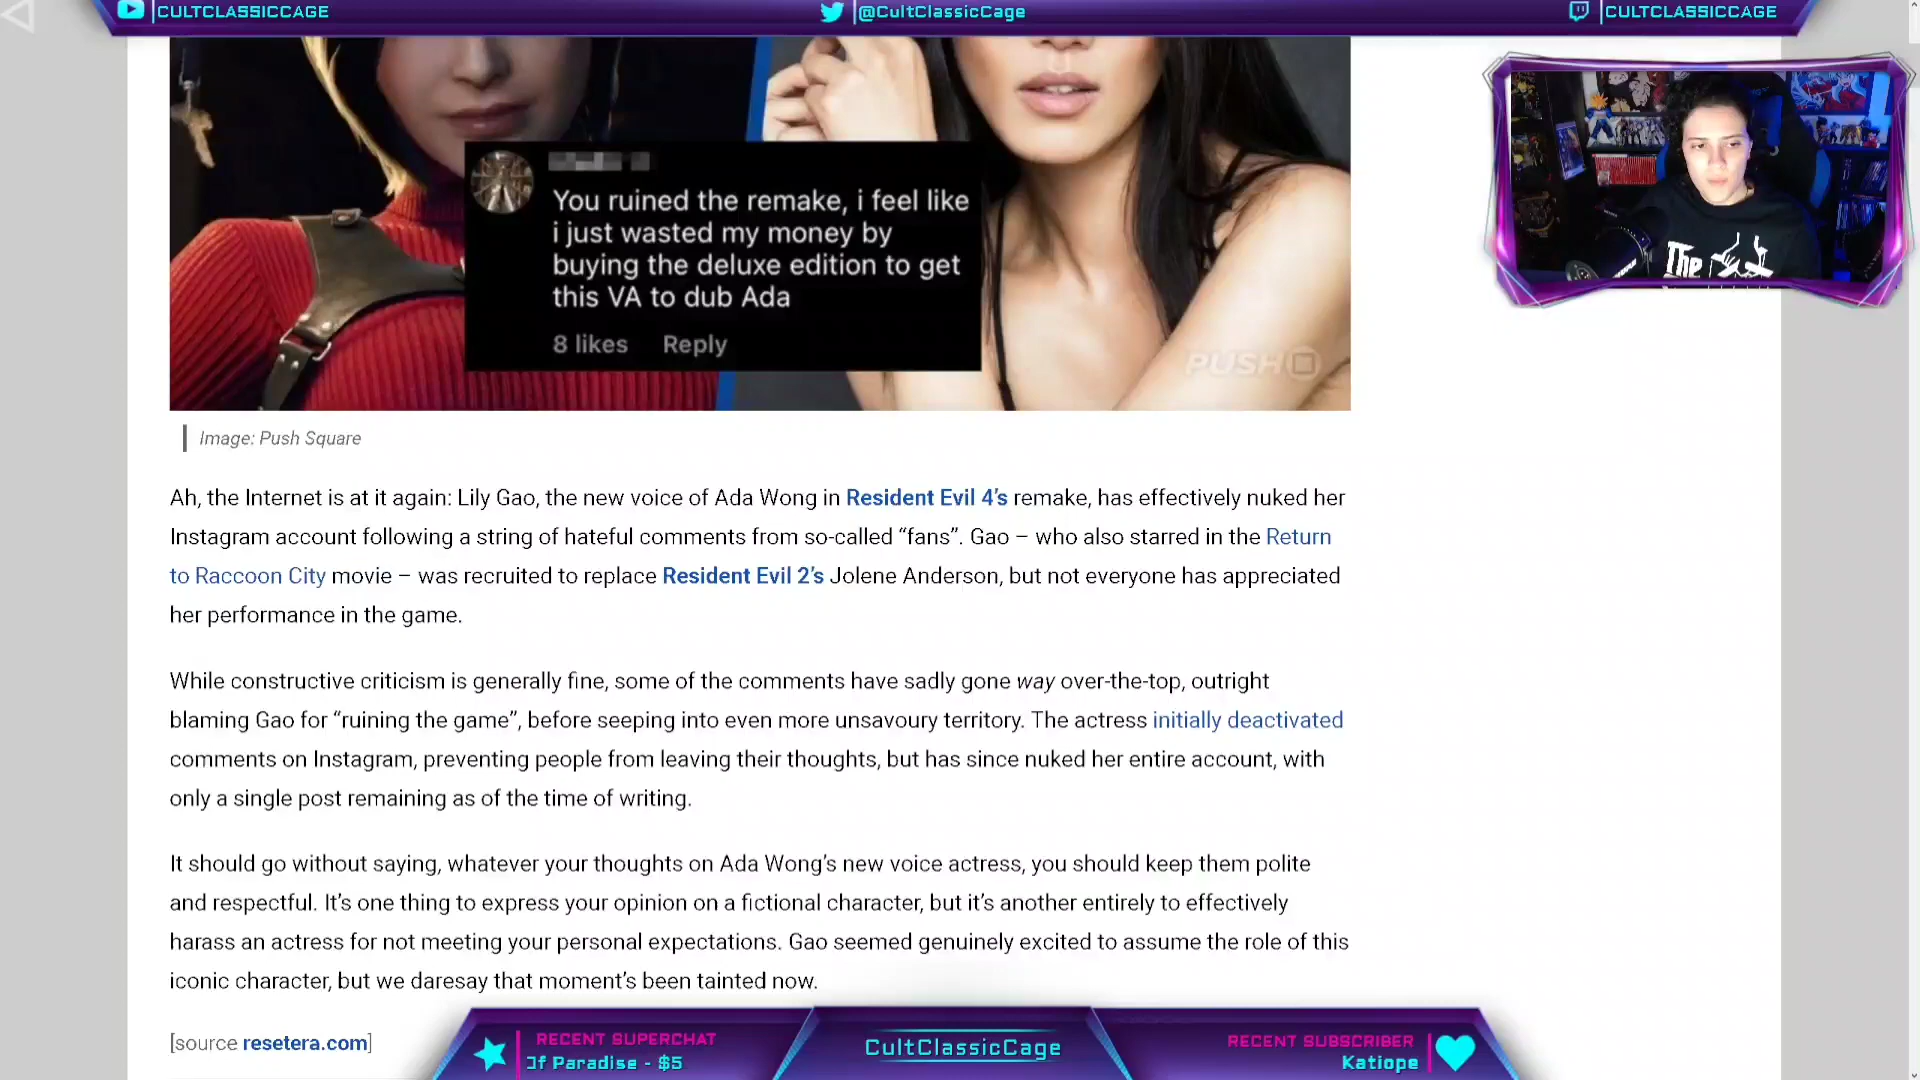 CULTCLASSICCAGE
@CultClassicCage
CULTCLASSICCAGE
You ruined the remake, i feel like
i just wasted my money by
buying the deluxe edition to get
this VA to dub Ada
8 likes Reply
PUSH
The
Image: Push Square
Ah, the Internet is at it again: Lily Gao, the new voice of Ada Wong in Resident Evil 4’s remake, has effectively nuked her
Instagram account following a string of hateful comments from so-called “fans”. Gao – who also starred in the Return
to Raccoon City movie – was recruited to replace Resident Evil 2’s Jolene Anderson, but not everyone has appreciated
her performance in the game.
While constructive criticism is generally fine, some of the comments have sadly gone way over-the-top, outright
blaming Gao for “ruining the game”, before seeping into even more unsavoury territory. The actress initially deactivated
comments on Instagram, preventing people from leaving their thoughts, but has since nuked her entire account, with
only a single post remaining as of the time of writing.
It should go without saying, whatever your thoughts on Ada Wong’s new voice actress, you should keep them polite
and respectful. It’s one thing to express your opinion on a fictional character, but it’s another entirely to effectively
harass an actress for not meeting your personal expectations. Gao seemed genuinely excited to assume the role of this
iconic character, but we daresay that moment’s been tainted now.
[source resetera.com]
RECENT SUPERCHAT
Jf Paradise - $5
CultClassicCage
RECENT SUBSCRIBER
Katiope